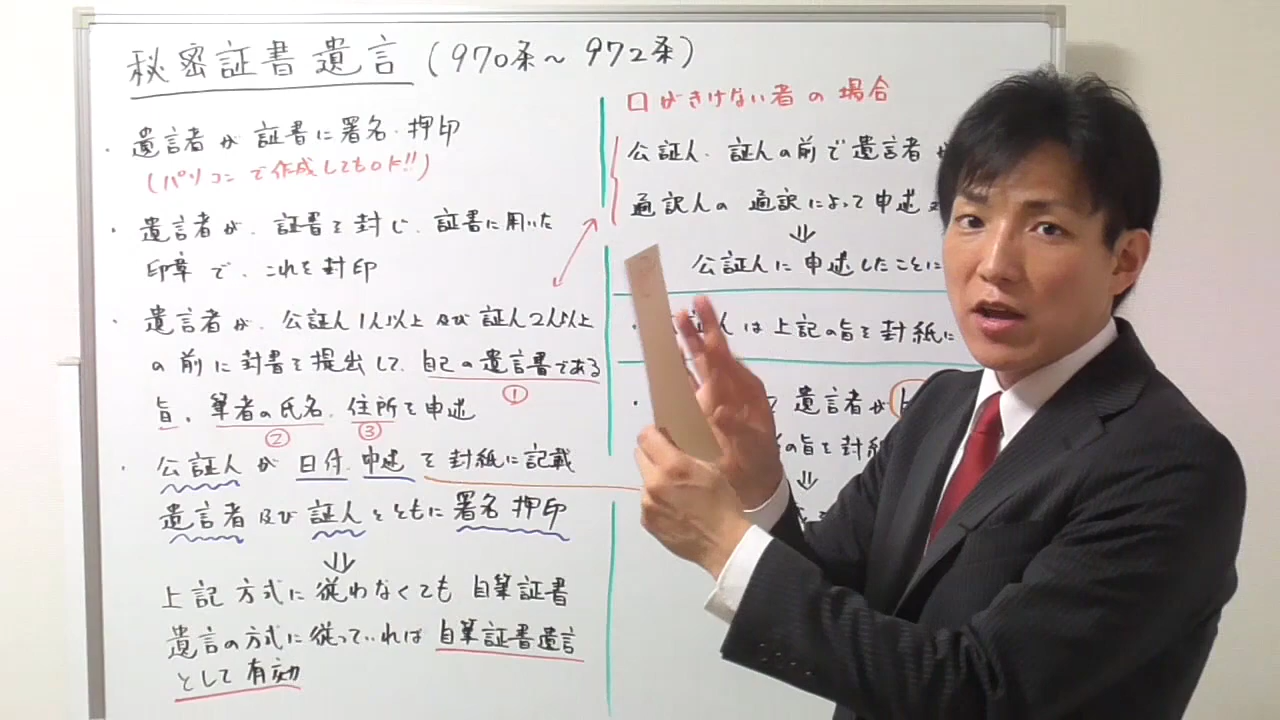 秘密証書遺言(970条~972条)
・遺言者が証書に署名・押印
(パソコンで作成してもOK!!)
・遺言者が、証書を封じ、証書に用いた
印章で、これを封印
・遺言者が、公証人1人以上及び証人2人以上
の前に封書を提出して、自己の遺言書である
①
旨、筆者の氏名、住所を申述
② ③
・公証人が日付、申述を封紙に記載
遺言者及び証人とともに署名押印
⇓
上記方式に従わなくても自筆証書
遺言の方式に従っていれば自筆証書遺言
として有効
口がきけない者の場合
公証人、証人の前で遺言者が
通訳人の通訳によって申述
⇓
公証人に申述したことに
人は上記の旨を封紙に
遺言者が
の旨を封紙
⇓